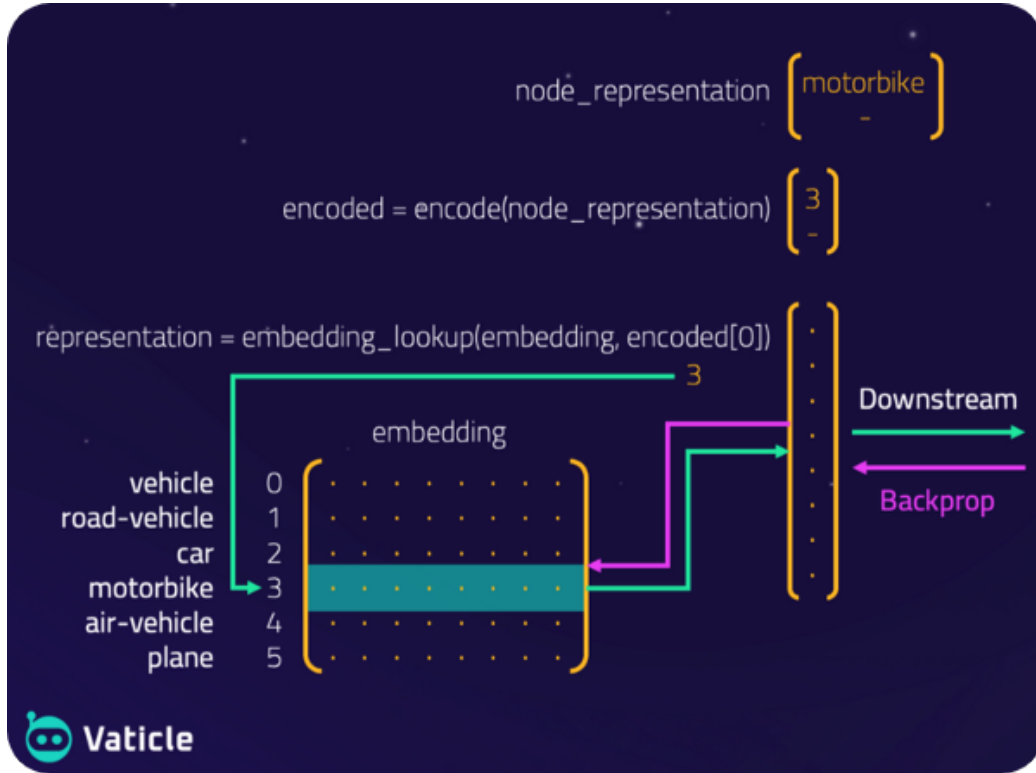 node_representation
motorbike
-
encoded = encode(node_representation)
3
-
representation = embedding_lookup(embedding, encoded[0])
3
Downstream
embedding
vehicle 0
road-vehicle 1
Backprop
car 2
motorbike 3
air-vehicle 4
plane 5
Vaticle